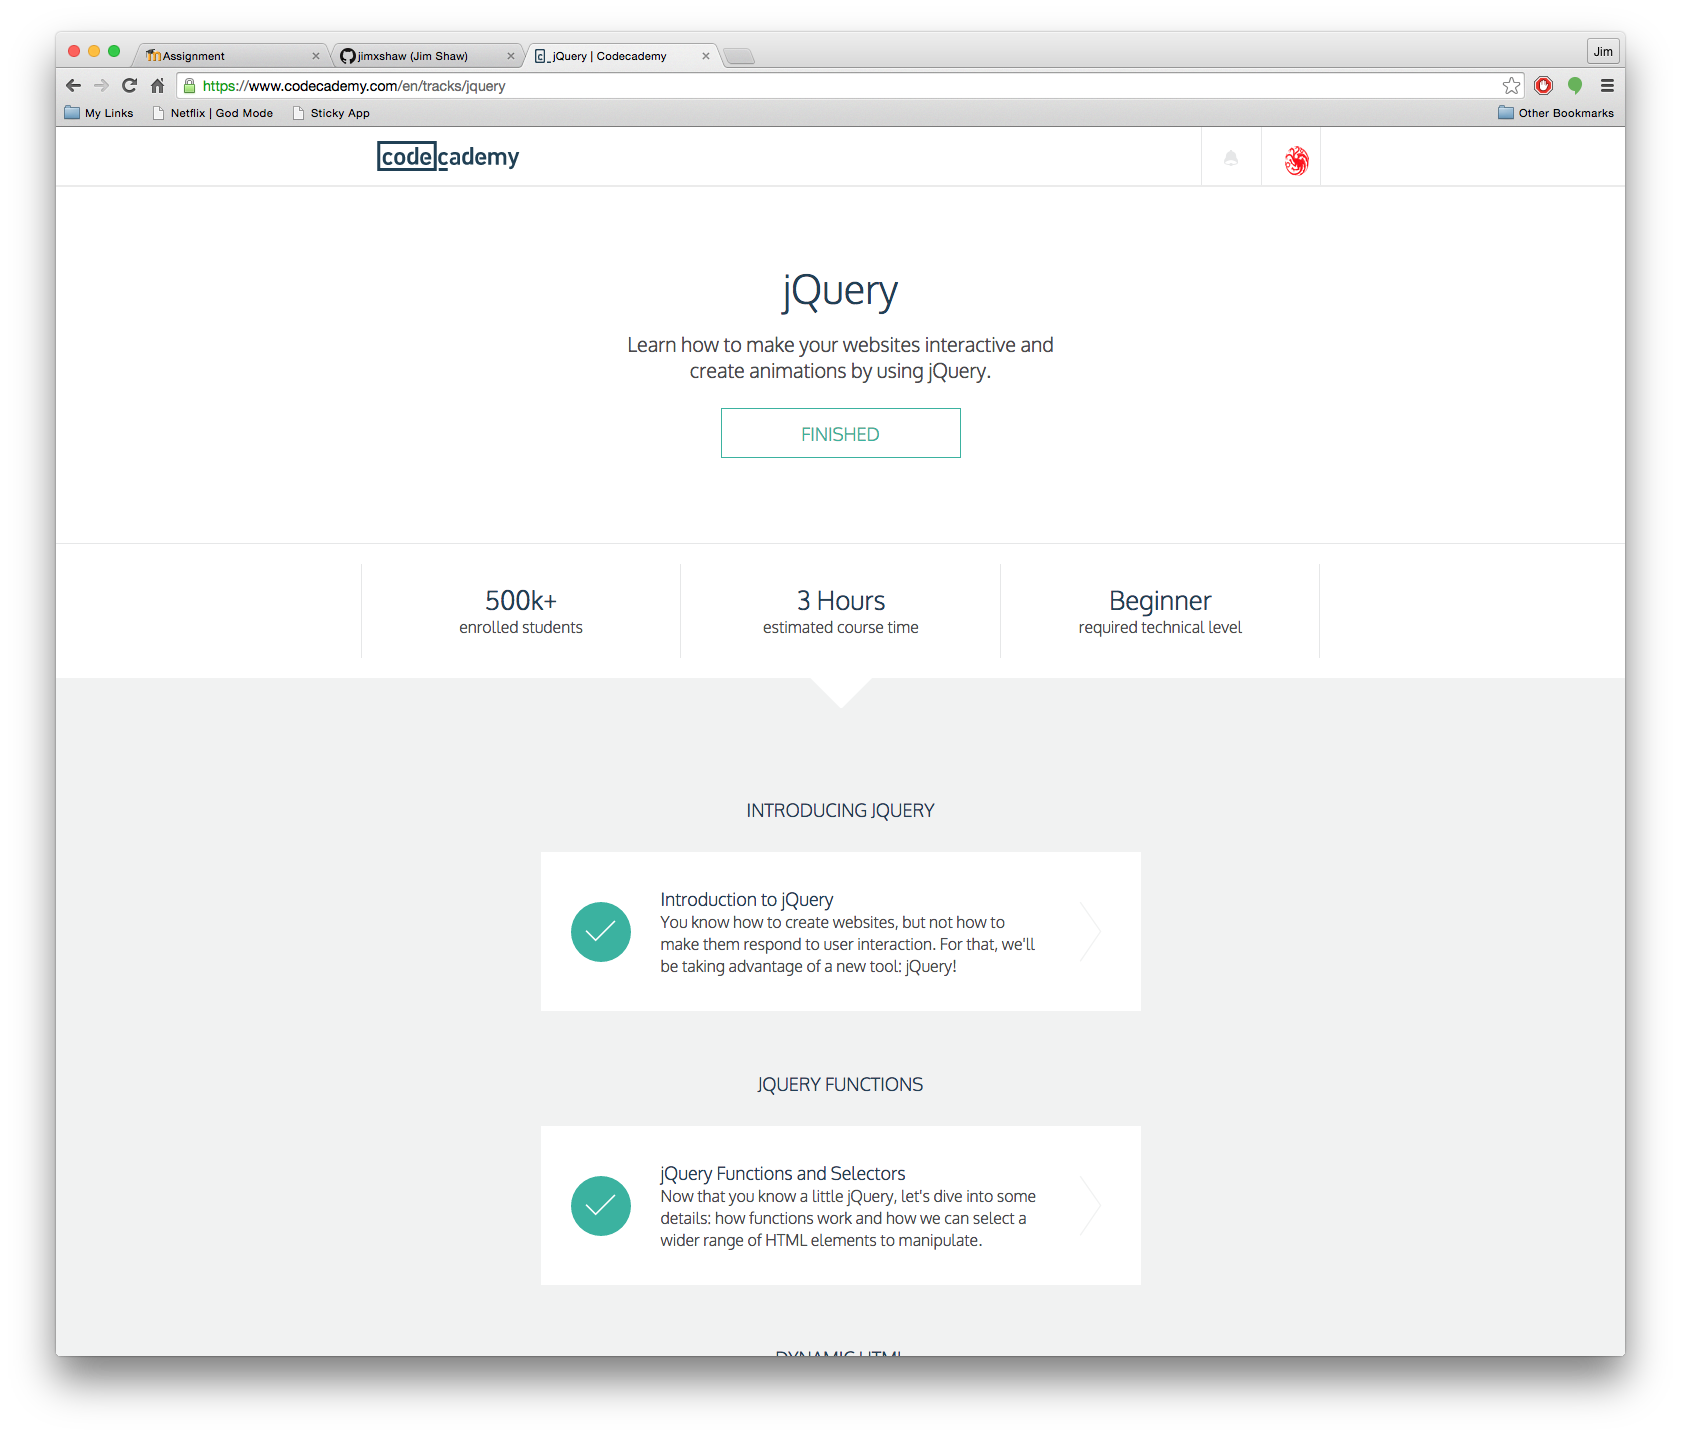 Assignment
jimxshaw (Jim Shaw)
jQuery | Codecademy
Jim
https://www.codecademy.com/en/tracks/jquery
My Links
Netflix | God Mode
Sticky App
Other Bookmarks
codecademy
jQuery
Learn how to make your websites interactive and
create animations by using jQuery.
FINISHED
500k+
enrolled students
3 Hours
estimated course time
Beginner
required technical level
INTRODUCING JQUERY
Introduction to jQuery
You know how to create websites, but not how to
make them respond to user interaction. For that, we'll
be taking advantage of a new tool: jQuery!
JQUERY FUNCTIONS
jQuery Functions and Selectors
Now that you know a little jQuery, let's dive into some
details: how functions work and how we can select a
wider range of HTML elements to manipulate.
DYNAMIC HTML